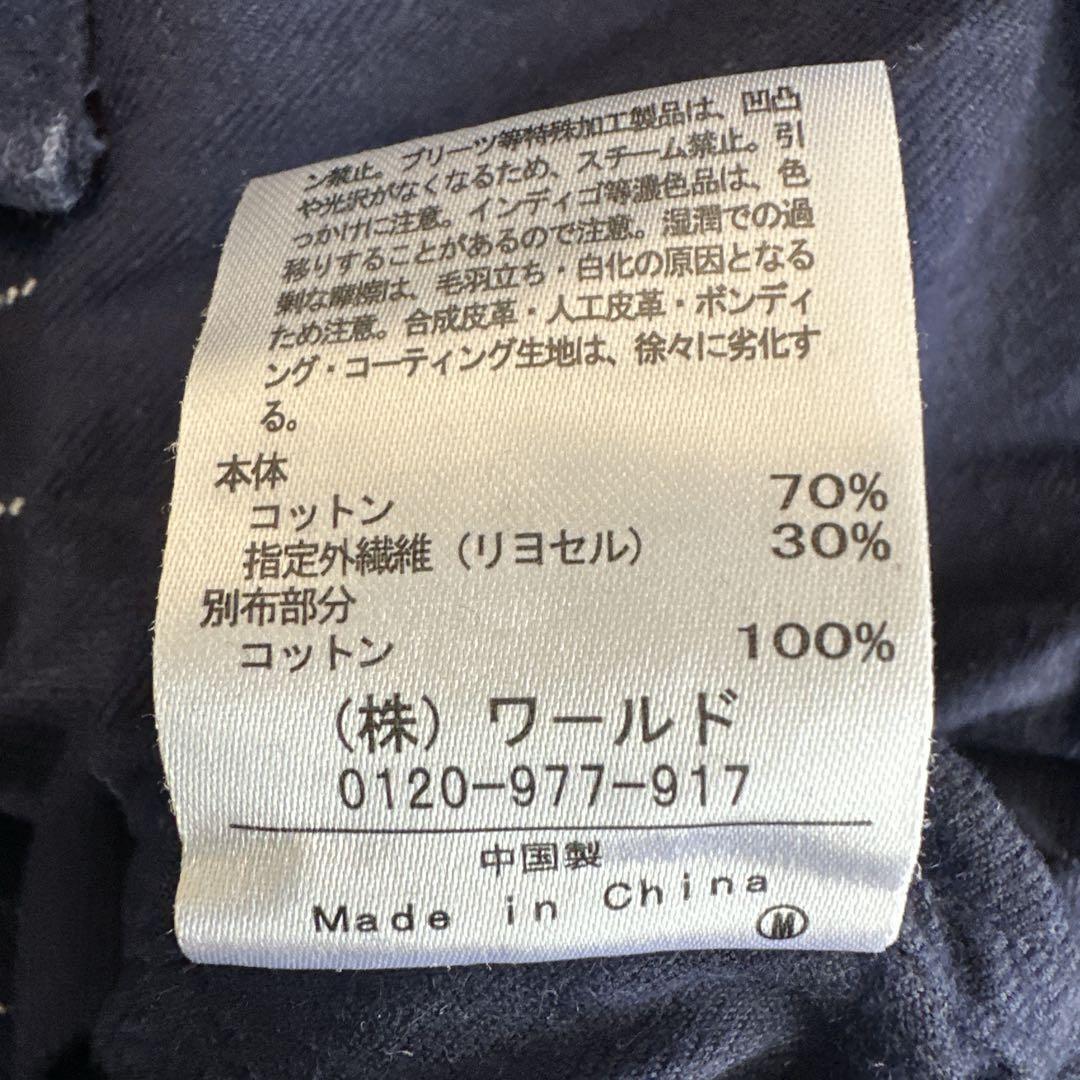 ン禁止。プリーツ等特殊加工製品は、凹凸
や光沢がなくなるため、スチーム禁止。引
っかけに注意。インディゴ等濃色品は、色
移りすることがあるので注意。湿潤での過
剰な摩擦は、毛羽立ち・白化の原因となる
ため注意。合成皮革・人工皮革・ボンディ
ング・コーティング生地は、徐々に劣化す
る。
本体
コットン 70%
指定外繊維（リヨセル） 30%
別布部分
コットン 100%
(株) ワールド
0120-977-917
中国製
Made in China
M